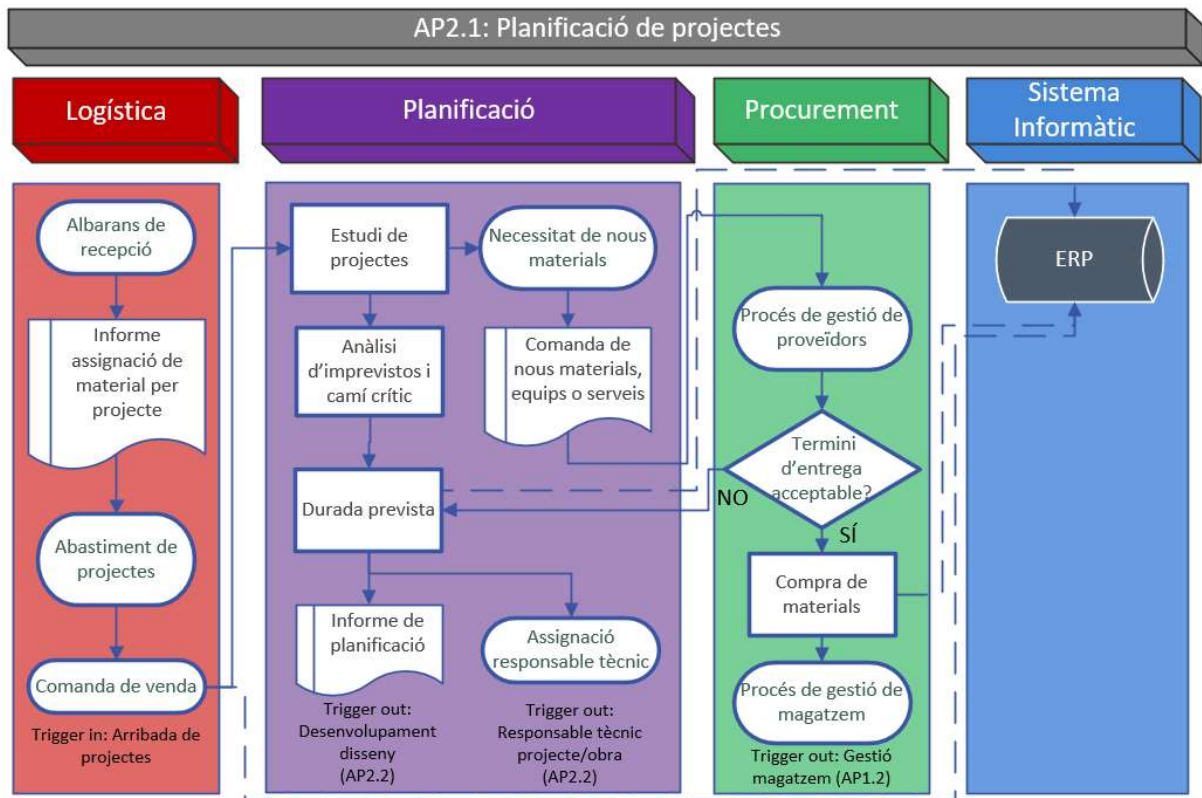 AP2.1: Planificació de projectes
Logística
Planificació
Procurement
Sistema
Informàtic
Albarans de
recepció
Informe
assignació de
material per
projecte
Abastiment de
projectes
Comanda de venda
Trigger in: Arribada de
projectes
Estudi de
projectes
Necessitat de nous
materials
Anàlisi
d'imprevistos i
camí crític
Comanda de
nous materials,
equips o serveis
Durada prevista
Informe de
planificació
Assignació
responsable tècnic
Trigger out:
Desenvolupament
disseny
(AP2.2)
Trigger out:
Responsable tècnic
projecte/obra
(AP2.2)
Procés de gestió de
proveïdors
Termini
d'entrega
acceptable?
NO
SÍ
Compra de
materials
Procés de gestió de
magatzem
Trigger out: Gestió
magatzem (AP1.2)
ERP